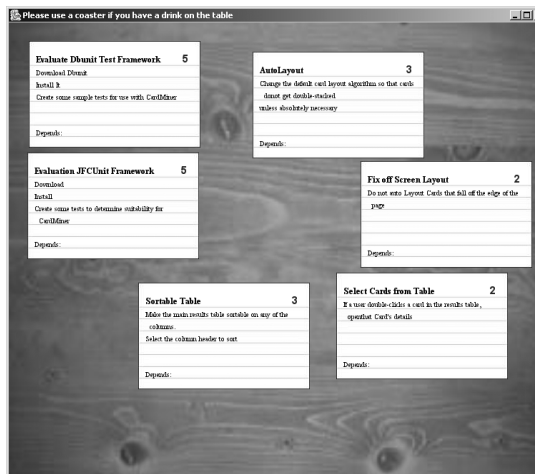 Please use a coaster if you have a drink on the table
Evaluate Dbunit Test Framework 5
Download Dbunit
Install It
Create some sample tests for use with CardMiner
Depends:
AutoLayout 3
Change the default card layout algorithm so that cards
donot get double-stacked
unless absolutely necessary
Depends:
Evaluation JFCUnit Framework 5
Download
Install
Create some tests to determine suitability for
CardMiner
Depends:
Fix off Screen Layout 2
Do not auto Layout Cards that fall off the edge of the
page
Depends:
Sortable Table 3
Make the main results table sortable on any of the
columns.
Select the column header to sort
Depends:
Select Cards from Table 2
If a user double-clicks a card in the results table,
openthat Card's details
Depends: